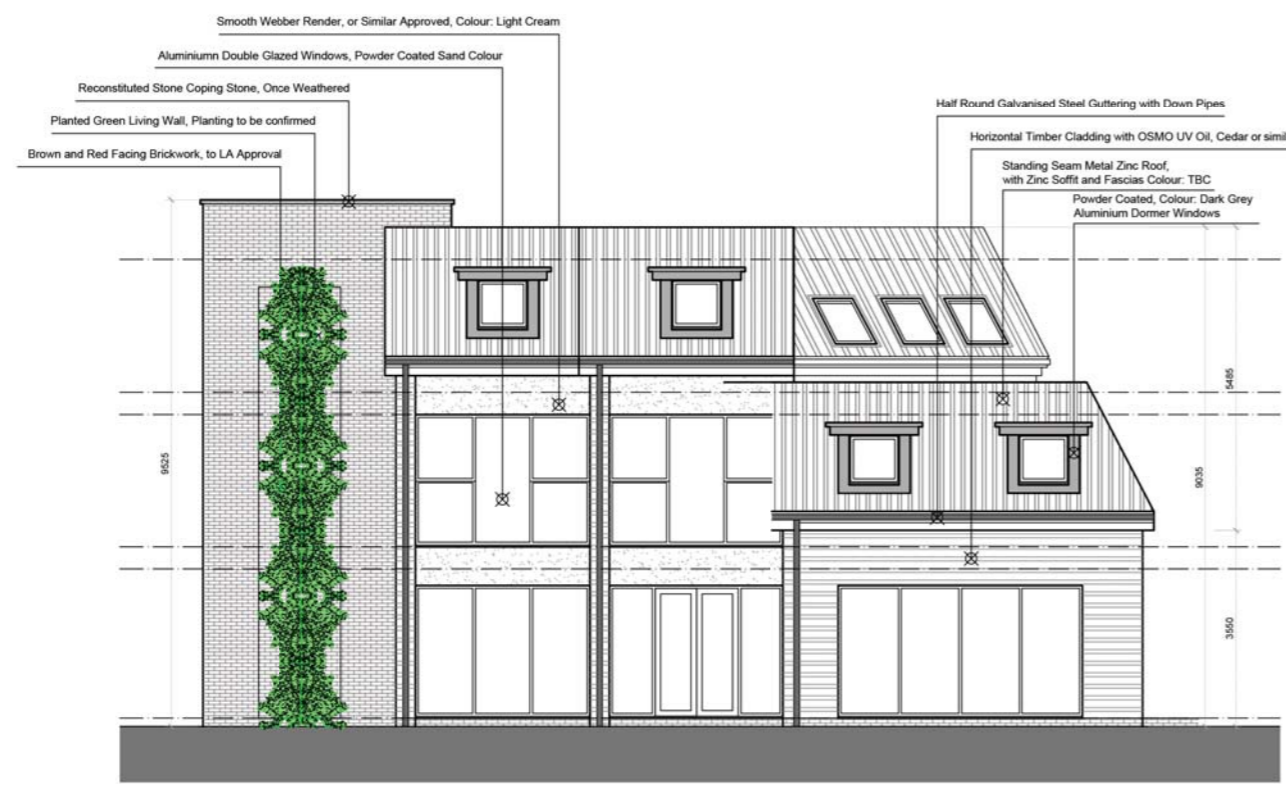 Smooth Webber Render, or Similar Approved, Colour: Light Cream
Aluminiumn Double Glazed Windows, Powder Coated Sand Colour
Reconstituted Stone Coping Stone, Once Weathered
Planted Green Living Wall, Planting to be confirmed
Brown and Red Facing Brickwork, to LA Approval
Half Round Galvanised Steel Guttering with Down Pipes
Horizontal Timber Cladding with OSMO UV Oil, Cedar or simil
Standing Seam Metal Zinc Roof,
with Zinc Soffit and Fascias Colour: TBC
Powder Coated, Colour: Dark Grey
Aluminium Dormer Windows
9525
5485
9035
3550